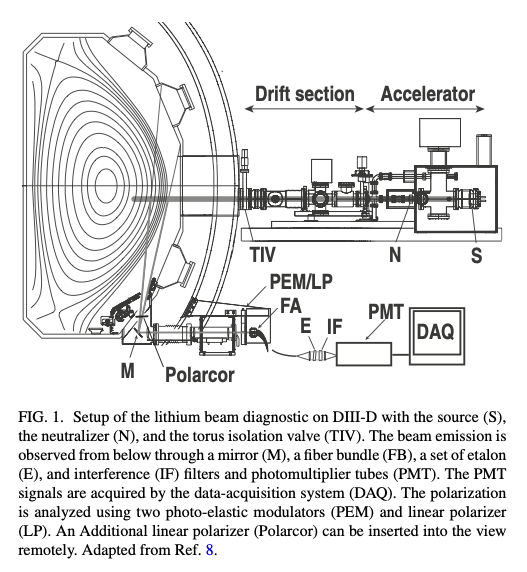 Drift section
Accelerator
TIV
N
S
PEM/LP
FA
E
IF
PMT
DAQ
M
Polarcor
FIG. 1. Setup of the lithium beam diagnostic on DIII-D with the source (S),
the neutralizer (N), and the torus isolation valve (TIV). The beam emission is
observed from below through a mirror (M), a fiber bundle (FB), a set of etalon
(E), and interference (IF) filters and photomultiplier tubes (PMT). The PMT
signals are acquired by the data-acquisition system (DAQ). The polarization
is analyzed using two photo-elastic modulators (PEM) and linear polarizer
(LP). An Additional linear polarizer (Polarcor) can be inserted into the view
remotely. Adapted from Ref. 8.